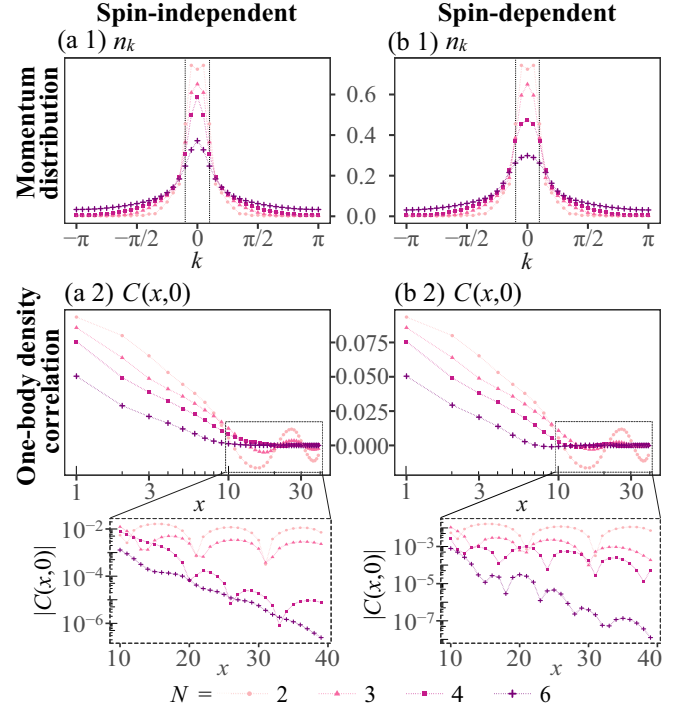 Spin-independent Spin-dependent
(a 1) n_k (b 1) n_k
Momentum distribution
0.6
0.4
0.2
0.0
−π −π/2 0 π/2 π −π −π/2 0 π/2 π
k k
(a 2) C(x,0) (b 2) C(x,0)
One-body density correlation
0.075
0.050
0.025
0.000
1 3 10 30 1 3 10 30
x x
|C(x,0)| |C(x,0)|
10⁻² 10⁻¹
10⁻⁴ 10⁻³
10⁻⁶ 10⁻⁵
10⁻⁷
10 20 30 40 10 20 30 40
x x
N = 2 3 4 6